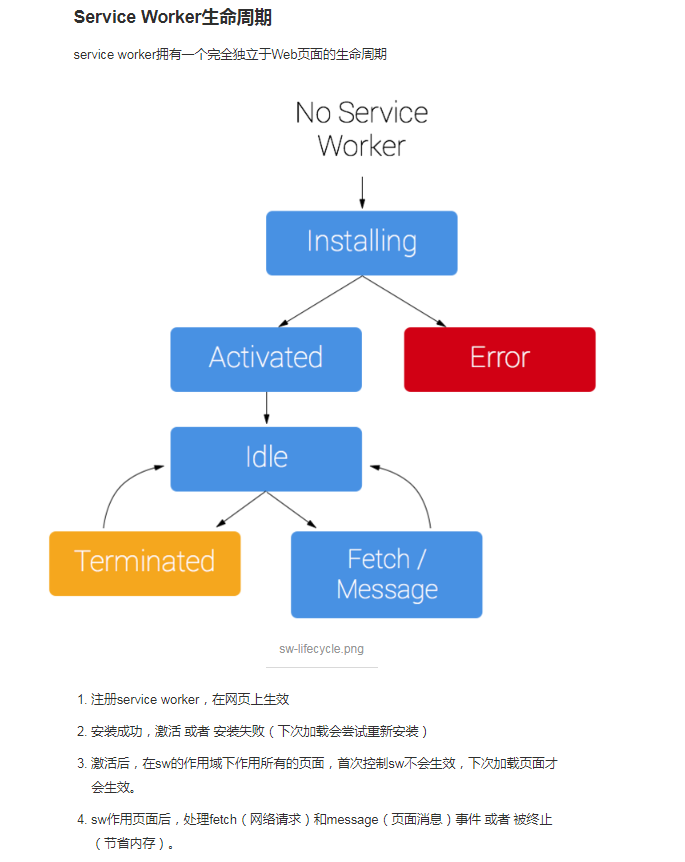 Service Worker生命周期
service worker拥有一个完全独立于Web页面的生命周期
No Service
Worker
Installing
Activated
Error
Idle
Terminated
Fetch /
Message
sw-lifecycle.png
1. 注册service worker，在网页上生效
2. 安装成功，激活 或者 安装失败（下次加载会尝试重新安装）
3. 激活后，在sw的作用域下作用所有的页面，首次控制sw不会生效，下次加载页面才
会生效。
4. sw作用页面后，处理fetch（网络请求）和message（页面消息）事件 或者 被终止
（节省内存）。